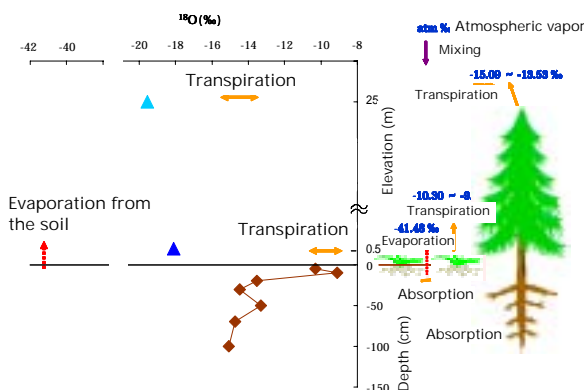 ¹⁸O(‰)
-42 -40 -20 -18 -16 -14 -12 -10 -8
Transpiration
25
Elevation (m)
Evaporation from
the soil
Transpiration
0.5
0
-50
-100
-150
Depth (cm)
atm ‰ Atmospheric vapor
Mixing
-15.09 ~ -13.53 ‰
Transpiration
-10.30 ~ -9.
Transpiration
-41.48 ‰
Evaporation
Absorption
Absorption